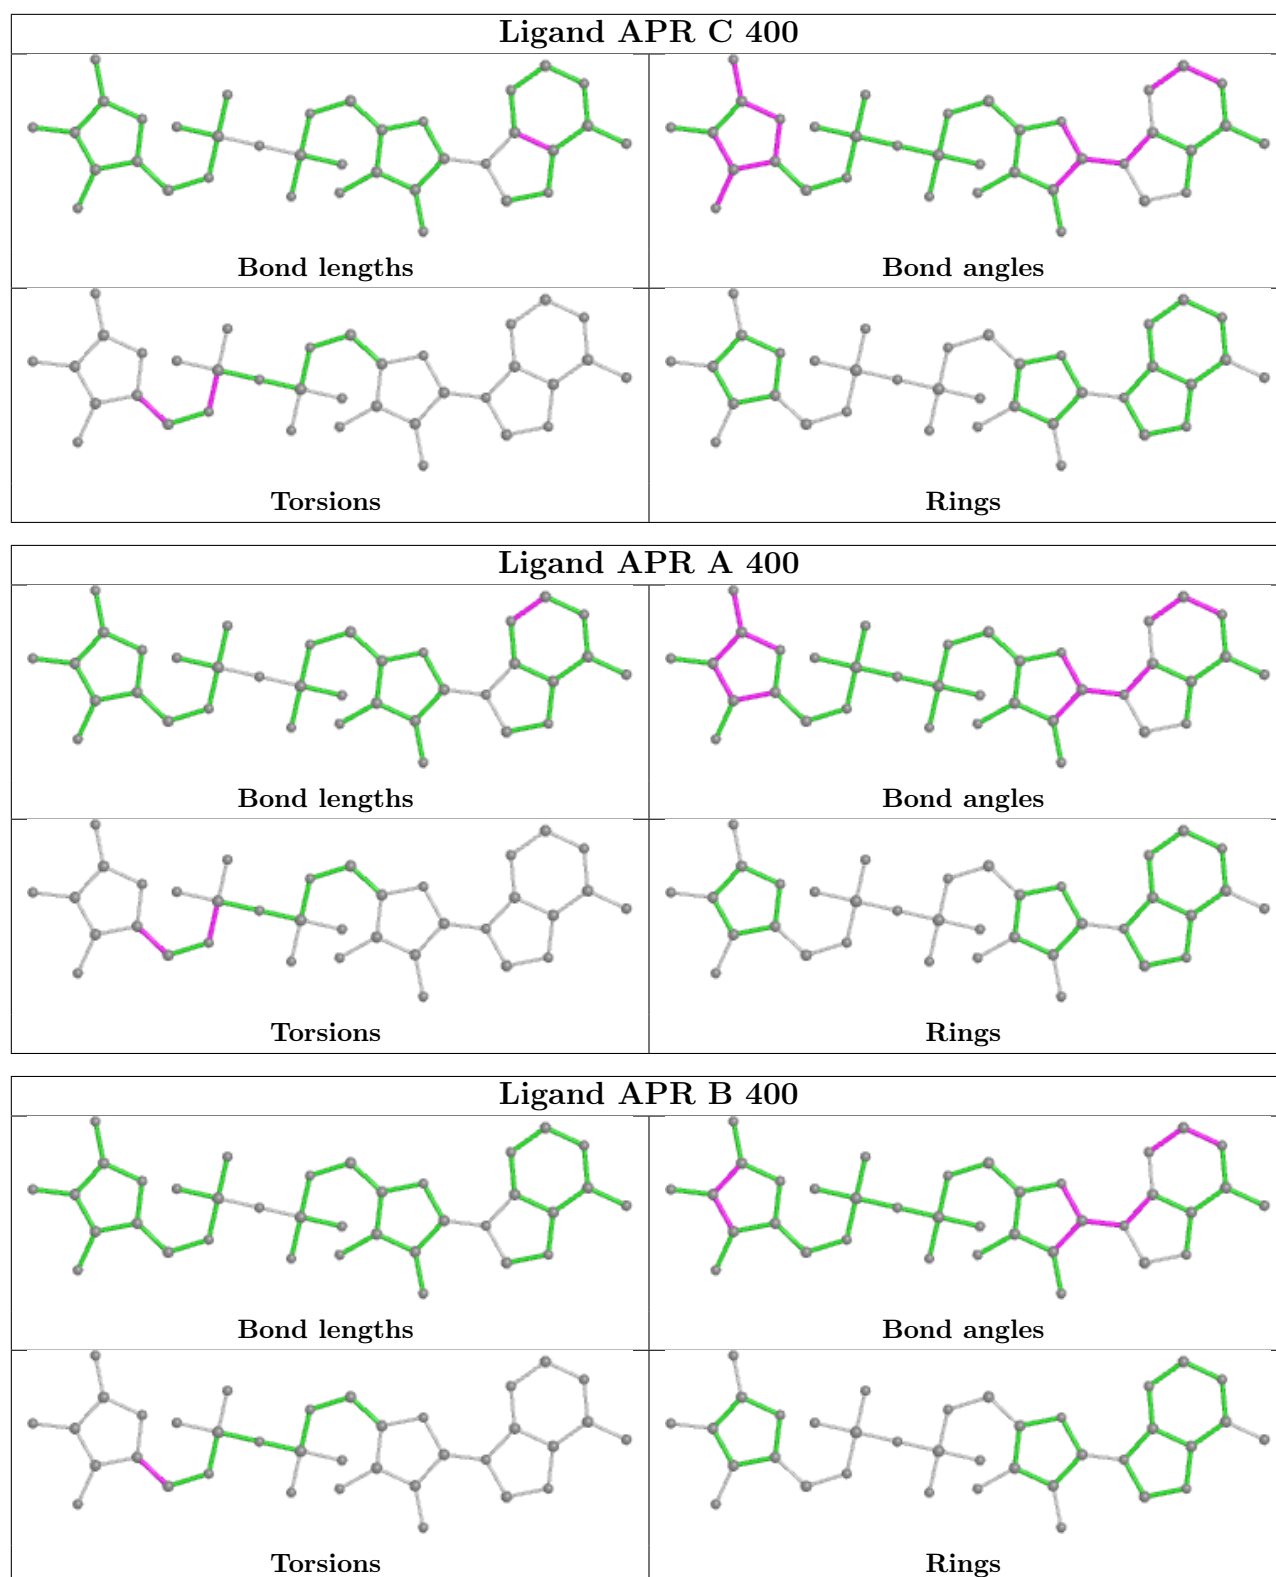 Ligand APR C 400
Bond lengths
Bond angles
Torsions
Rings
Ligand APR A 400
Bond lengths
Bond angles
Torsions
Rings
Ligand APR B 400
Bond lengths
Bond angles
Torsions
Rings